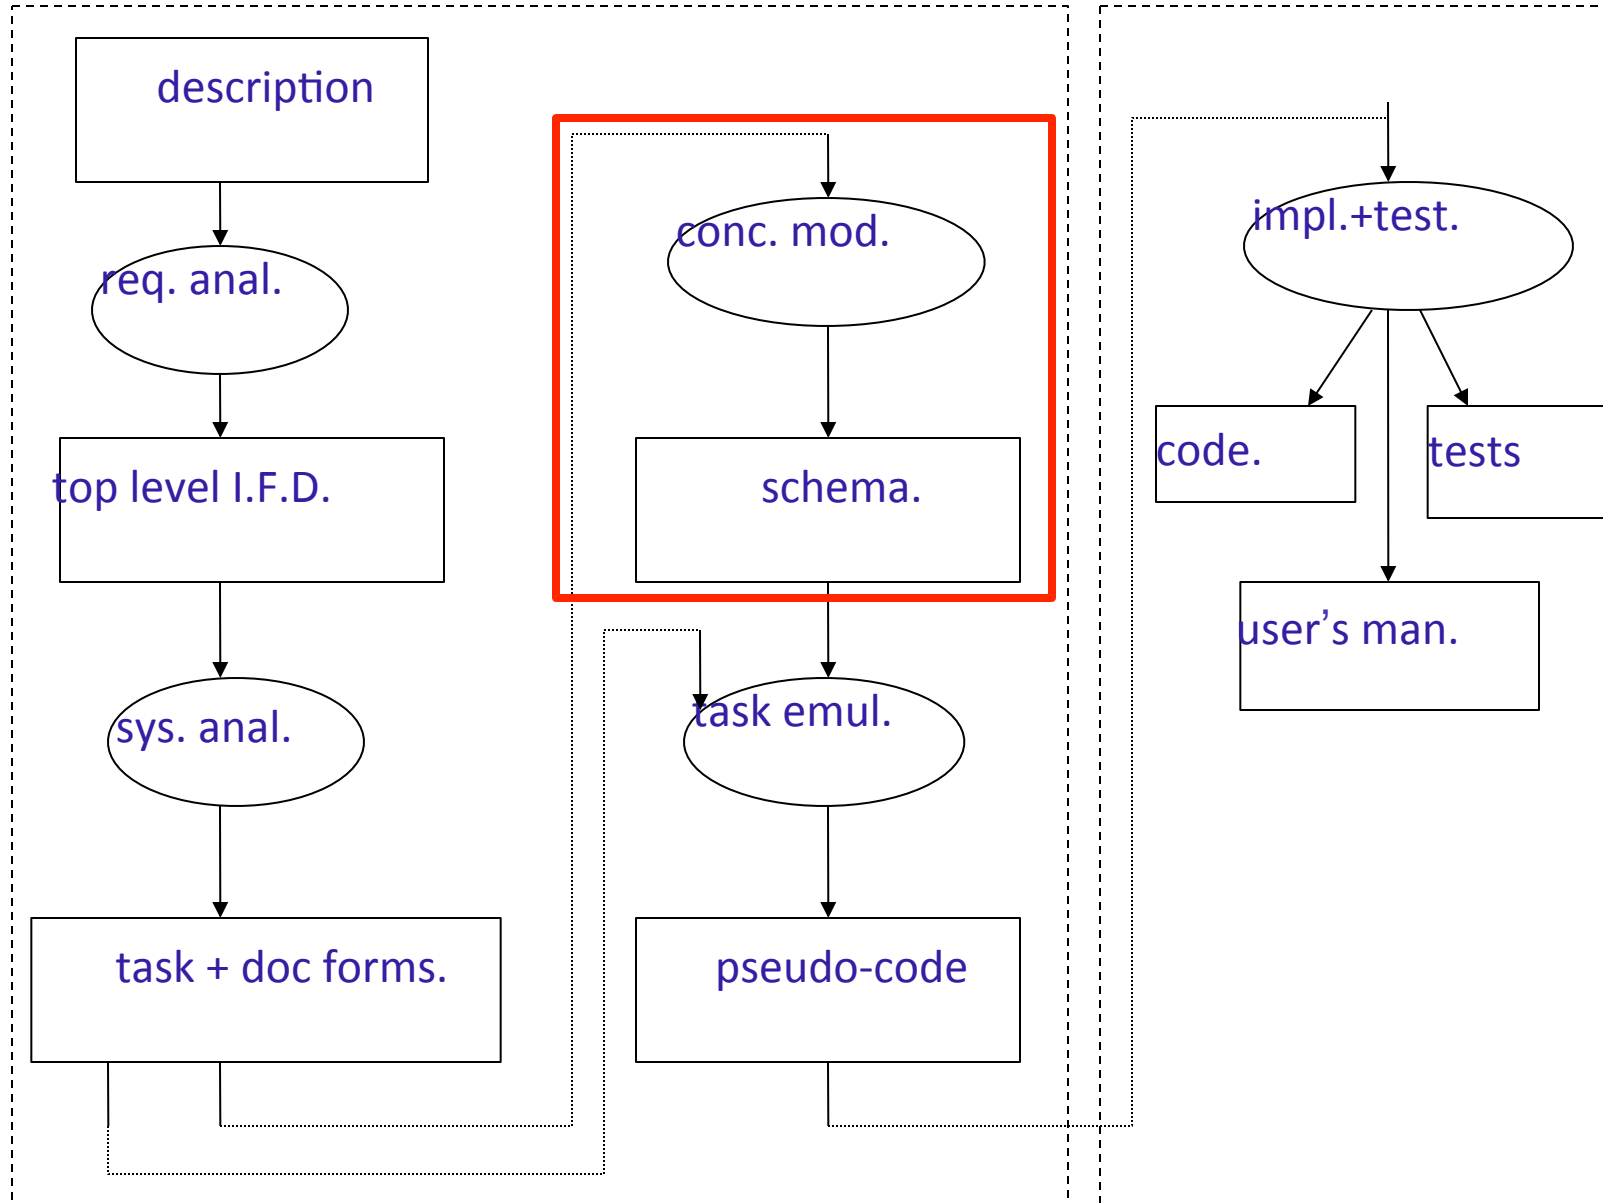 description
req. anal.
top level I.F.D.
sys. anal.
task + doc forms.
conc. mod.
schema.
task emul.
pseudo-code
impl.+test.
code.
tests
user’s man.